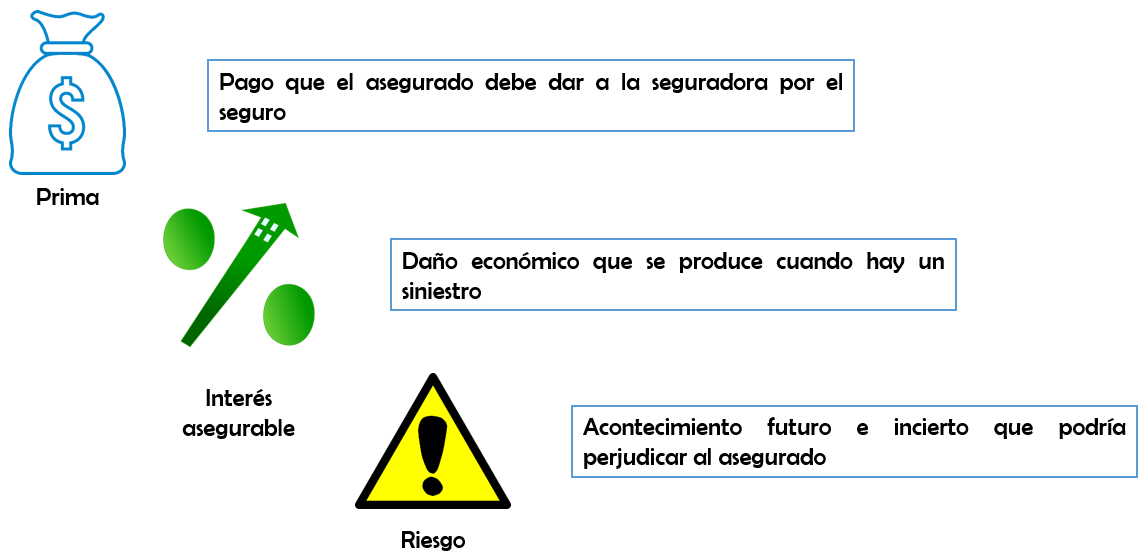 $
Pago que el asegurado debe dar a la seguradora por el
seguro
Prima
Daño económico que se produce cuando hay un
siniestro
Interés
asegurable
Acontecimiento futuro e incierto que podría
perjudicar al asegurado
Riesgo